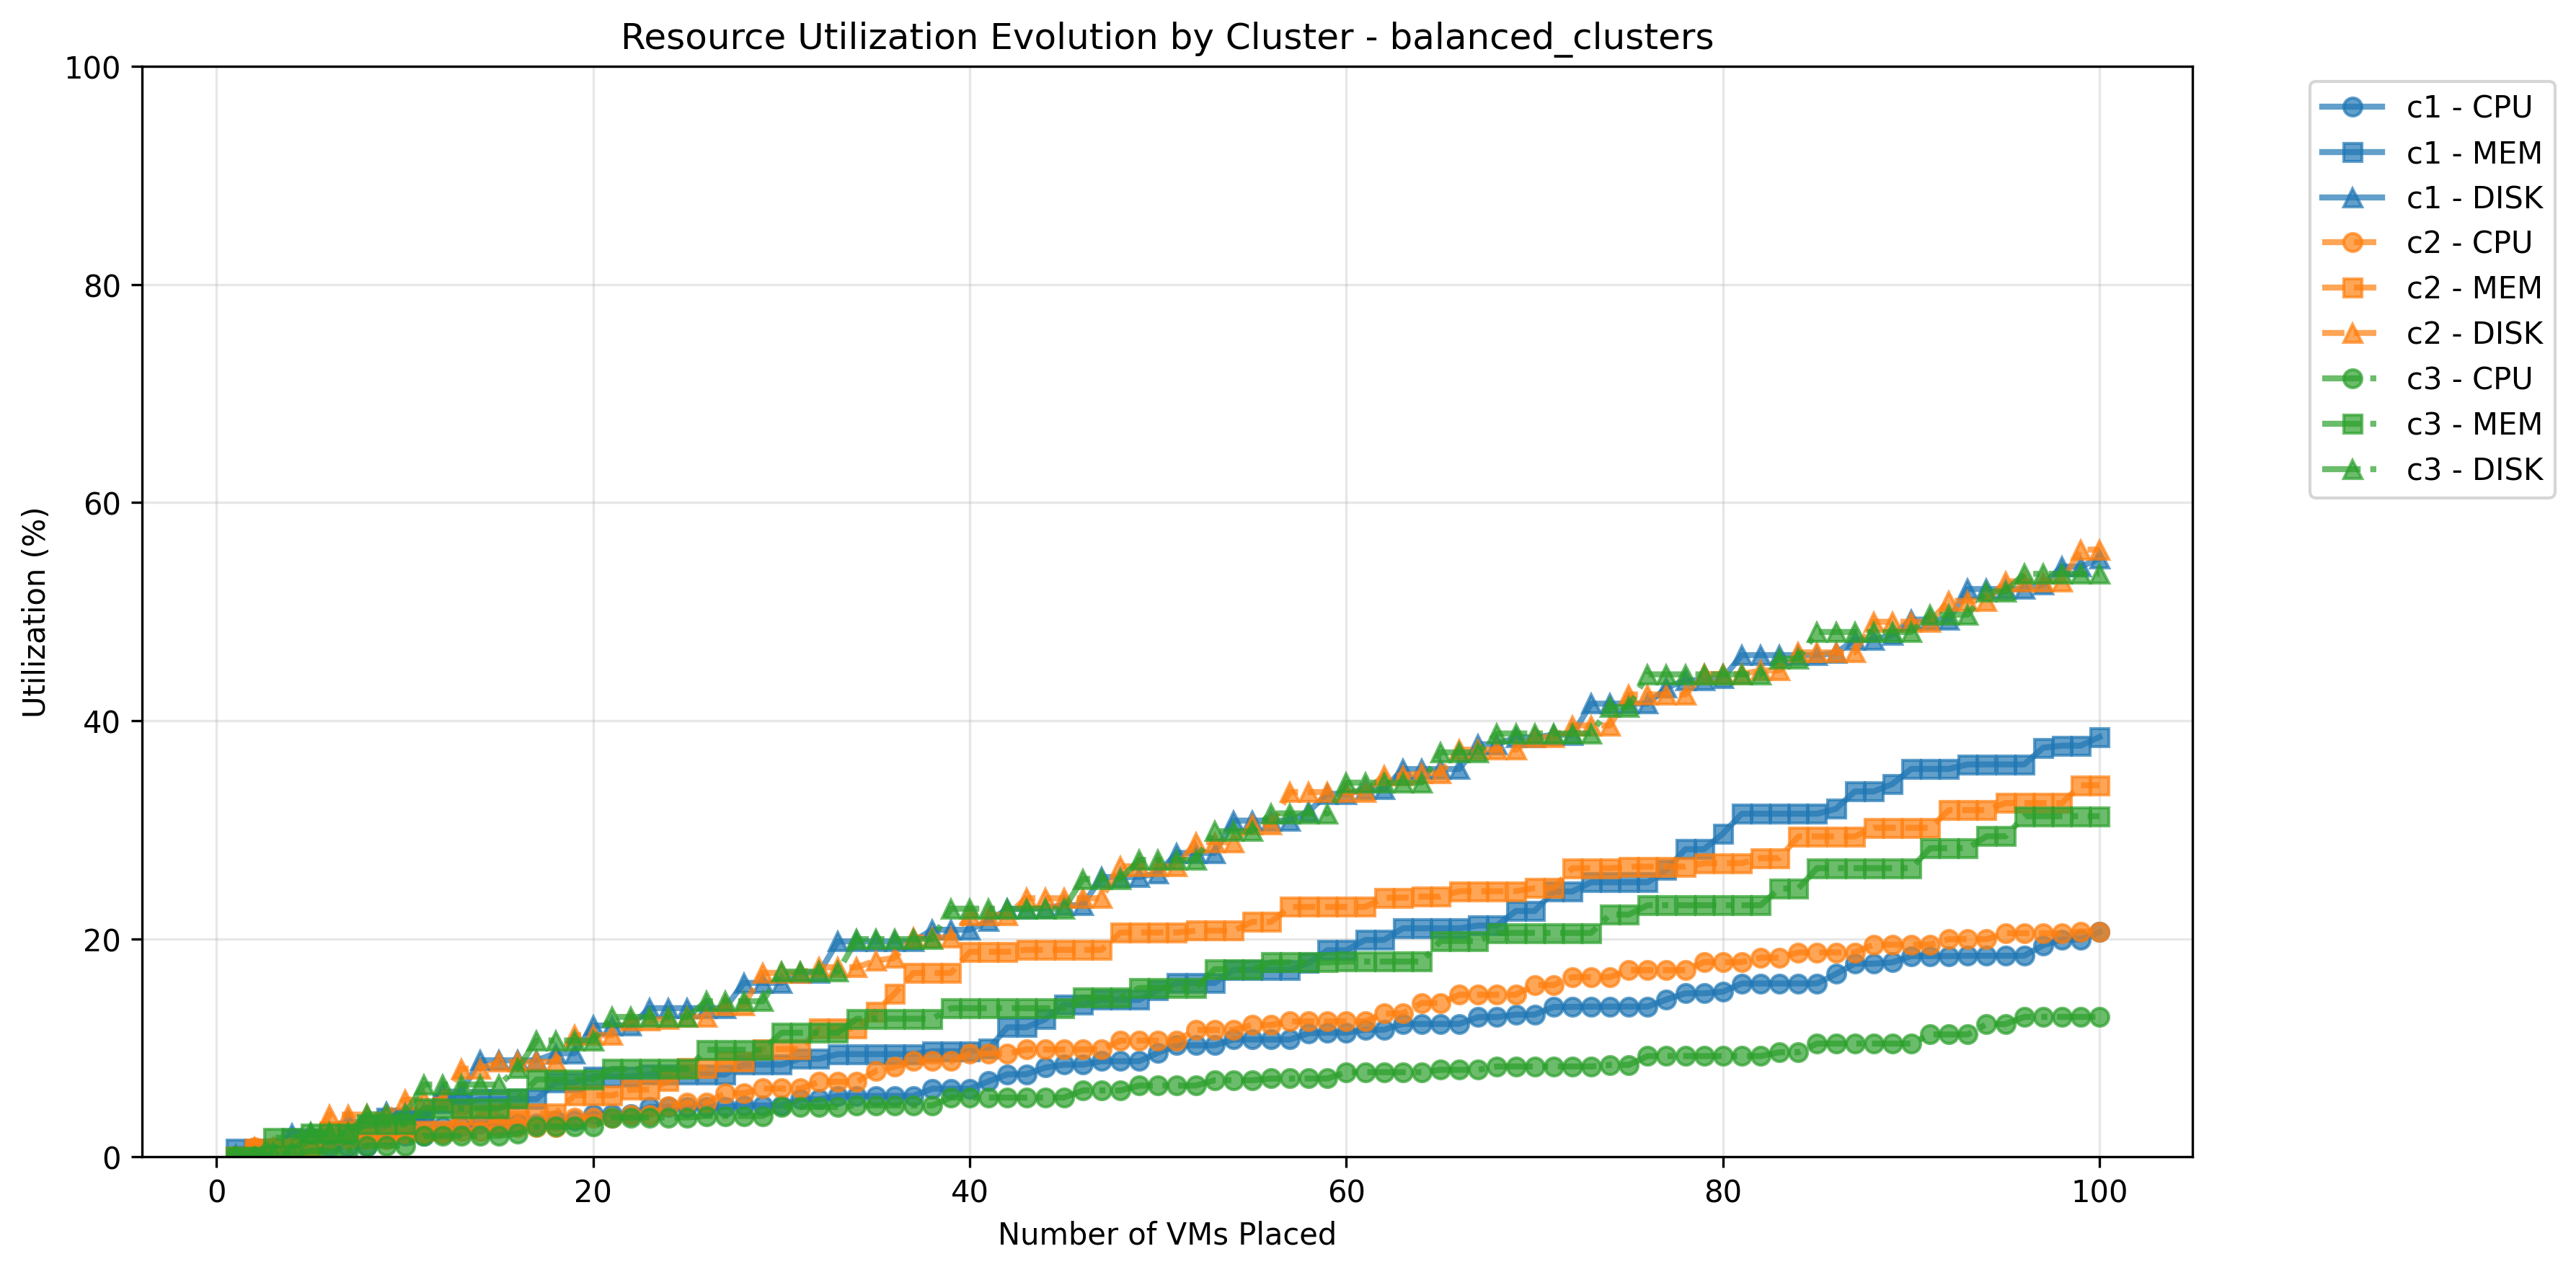 Resource Utilization Evolution by Cluster - balanced_clusters
100
80
60
40
20
0
Utilization (%)
0 20 40 60 80 100
Number of VMs Placed
c1 - CPU
c1 - MEM
c1 - DISK
c2 - CPU
c2 - MEM
c2 - DISK
c3 - CPU
c3 - MEM
c3 - DISK